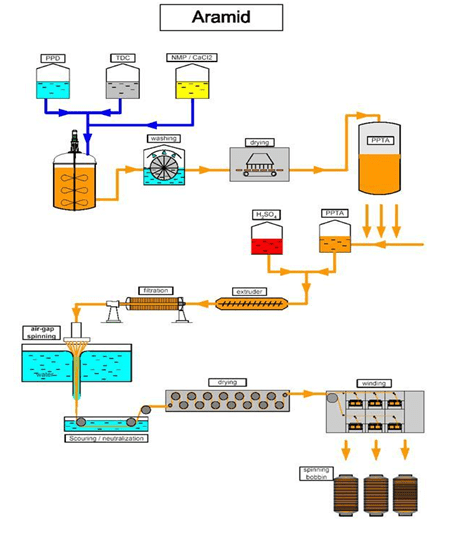 Aramid
PPD
TDC
NMP / CaCl2
washing
drying
PPTA
H2SO4
PPTA
filtration
extruder
air-gap
spinning
drying
winding
Scouring / neutralization
spinning
bobbin